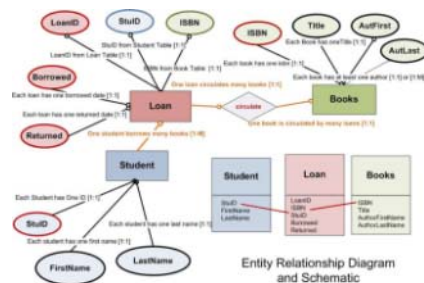 LoanID
StuID
ISBN
LoanID from Loan Table [1:1]
StuID from Student Table [1:1]
ISBN from Book Table [1:1]
Borrowed
Each loan has one borrowed date [1:1]
Loan
Each loan has one returned date [1:1]
Returned
One loan circulates many books [1:1]
circulate
One book is circulated by many loans [1:1]
One student borrows many books [1:M]
ISBN
Title
AutFirst
AutLast
Each Book has oneTitle [1:1]
Each book has one isbn [1:1]
Each book has at least one author [1:1] or [1:M]
Books
Student
Each Student has One ID [1:1]
StuID
Each student has one first name [1:1]
FirstName
Each student has one last name [1:1]
LastName
Student
StuID
FirstName
LastName
Loan
LoanID
ISBN
StuID
Borrowed
Returned
Books
ISBN
Title
AuthorFirstName
AuthorLastName
Entity Relationship Diagram
and Schematic